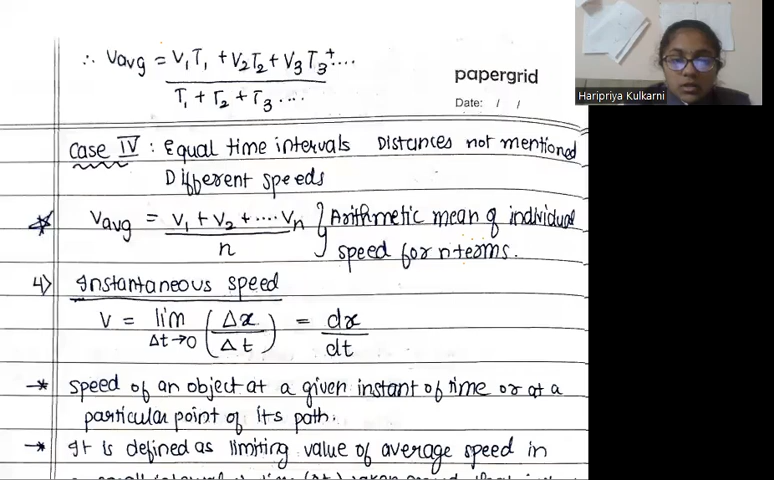 ∴ Vavg = V₁T₁ + V₂T₂ + V₃T₃ + ....
T₁ + T₂ + T₃ ....
papergrid
Date: / /
Haripriya Kulkarni
Case IV : Equal time intervals Distances not mentioned
Different speeds
Vavg = V₁ + V₂ + .... Vn } Arithmetic mean of individual
n speed for n terms.
4) Instantaneous speed
V = lim (Δx) = dx
Δt→0 (Δt) dt
→* speed of an object at a given instant of time or at a
particular point of its path.
→* It is defined as limiting value of average speed in